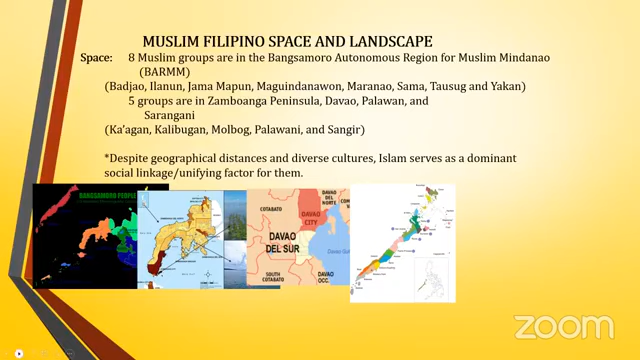 MUSLIM FILIPINO SPACE AND LANDSCAPE
Space: 8 Muslim groups are in the Bangsamoro Autonomous Region for Muslim Mindanao
(BARMM)
(Badjao, Ilanun, Jama Mapun, Maguindanawon, Maranao, Sama, Tausug and Yakan)
5 groups are in Zamboanga Peninsula, Davao, Palawan, and
Sarangani
(Ka’agan, Kalibugan, Molbog, Palawani, and Sangir)
*Despite geographical distances and diverse cultures, Islam serves as a dominant
social linkage/unifying factor for them.
BANGSAMORO PEOPLE
DAVAO
DEL
NORTE
COTABATO
DAVAO
CITY
DAVAO
DEL SUR
SOUTH
COTABATO
DAVAO
OCC.
zoom